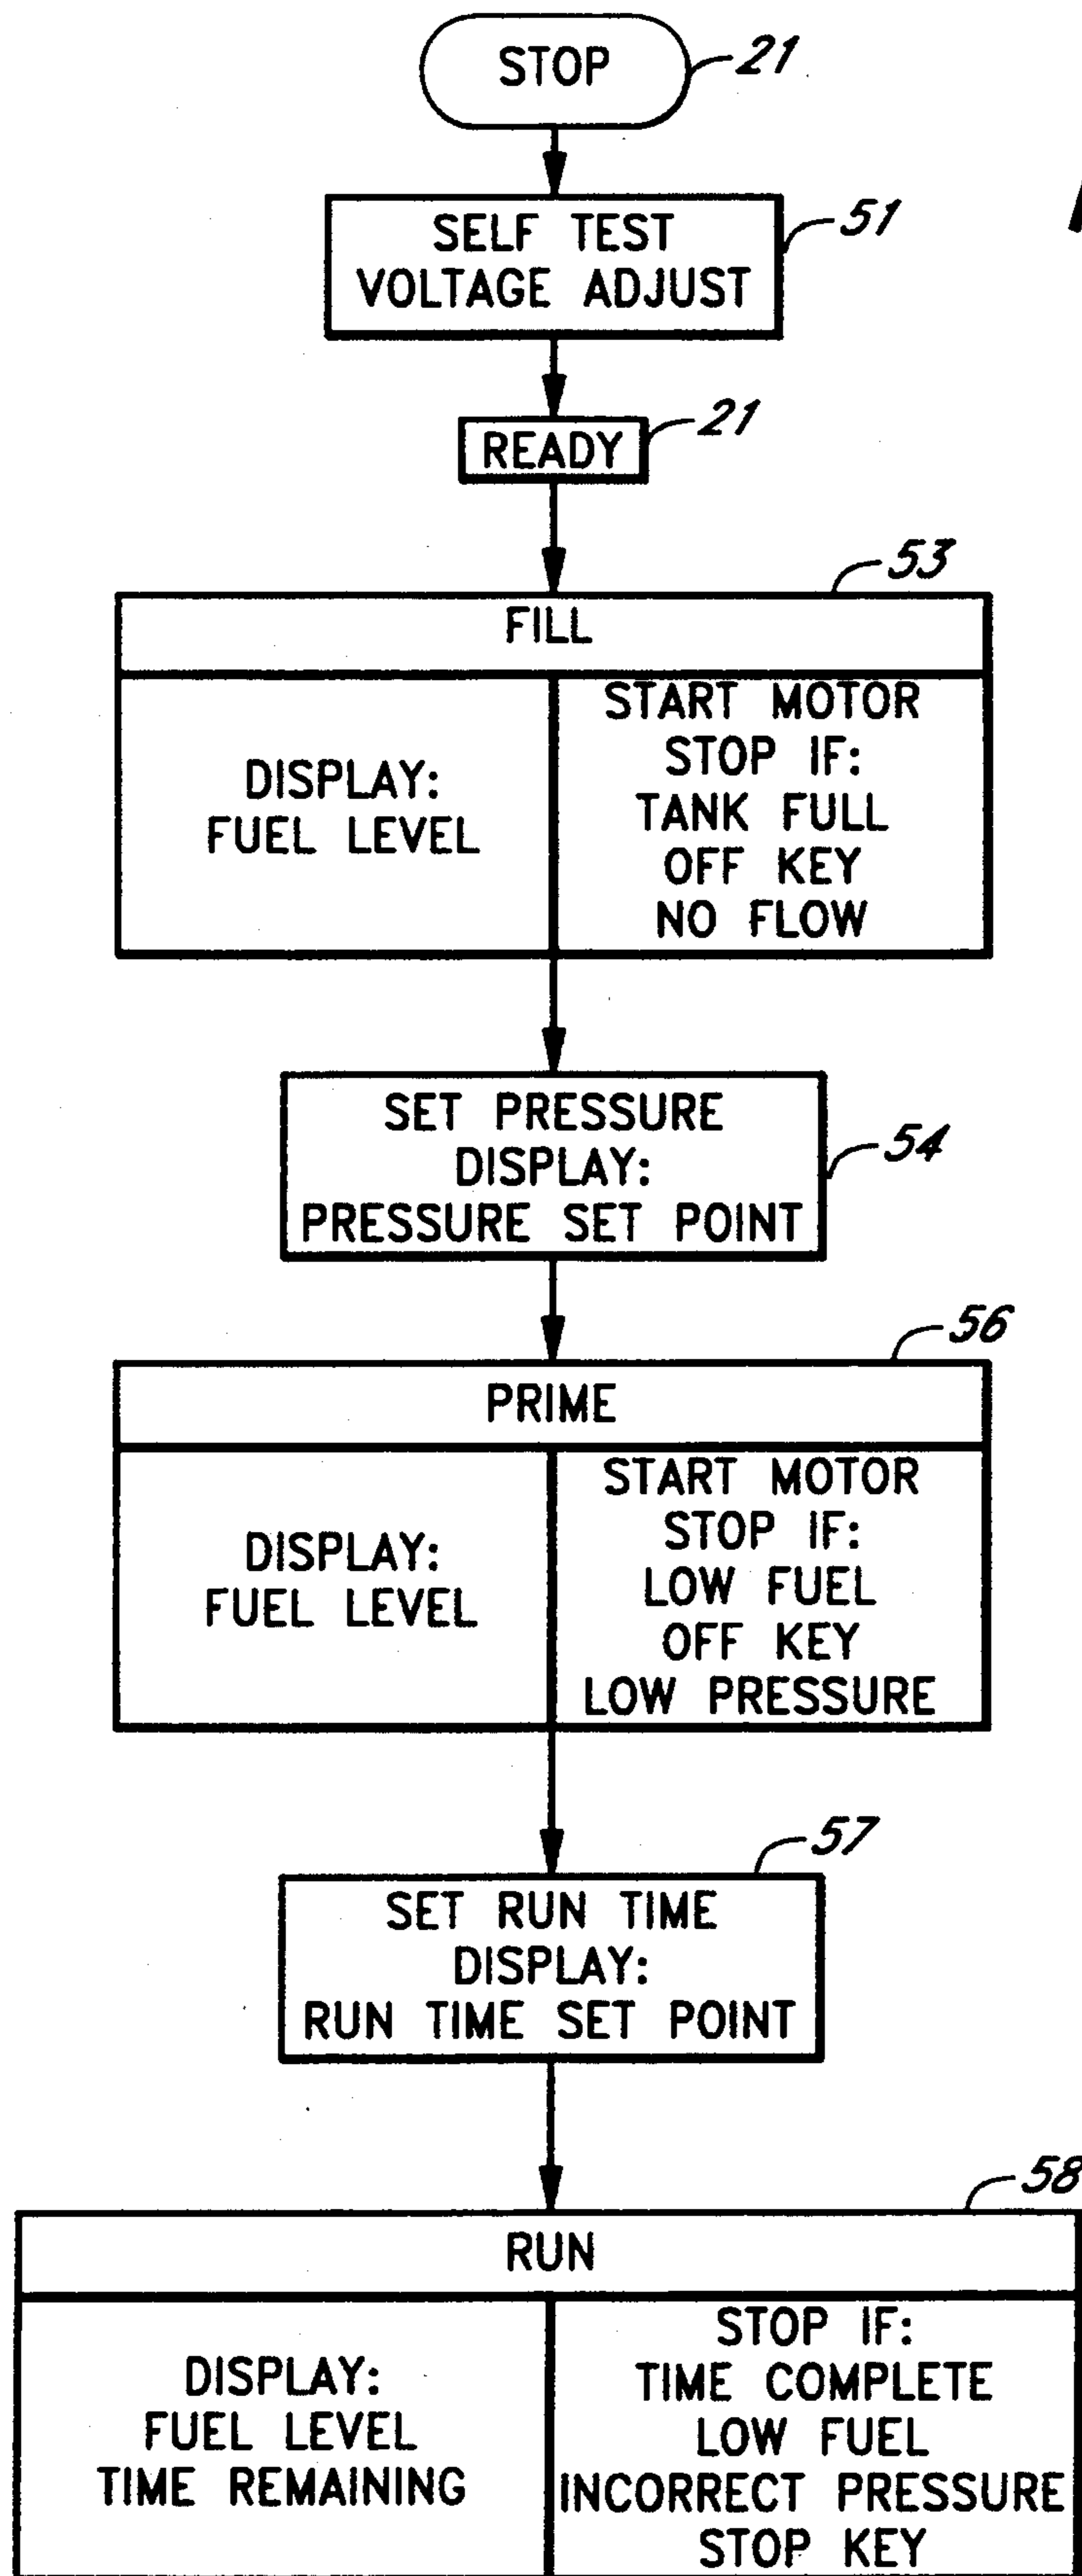 STOP
21
SELF TEST
VOLTAGE ADJUST
51
READY
21
53
FILL
DISPLAY:
FUEL LEVEL
START MOTOR
STOP IF:
TANK FULL
OFF KEY
NO FLOW
SET PRESSURE
DISPLAY:
PRESSURE SET POINT
54
56
PRIME
DISPLAY:
FUEL LEVEL
START MOTOR
STOP IF:
LOW FUEL
OFF KEY
LOW PRESSURE
57
SET RUN TIME
DISPLAY:
RUN TIME SET POINT
58
RUN
DISPLAY:
FUEL LEVEL
TIME REMAINING
STOP IF:
TIME COMPLETE
LOW FUEL
INCORRECT PRESSURE
STOP KEY